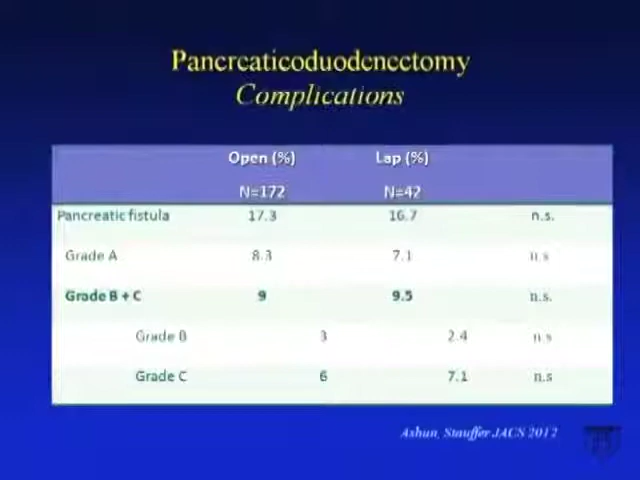 Pancreaticoduodenectomy
Complications
Open (%) Lap (%)
N=172 N=42
Pancreatic fistula 17.3 16.7 n.s.
Grade A 8.3 7.1 n.s
Grade B + C 9 9.5 n.s.
Grade B 3 2.4 n.s
Grade C 6 7.1 n.s
Asbun, Stauffer JACS 2012